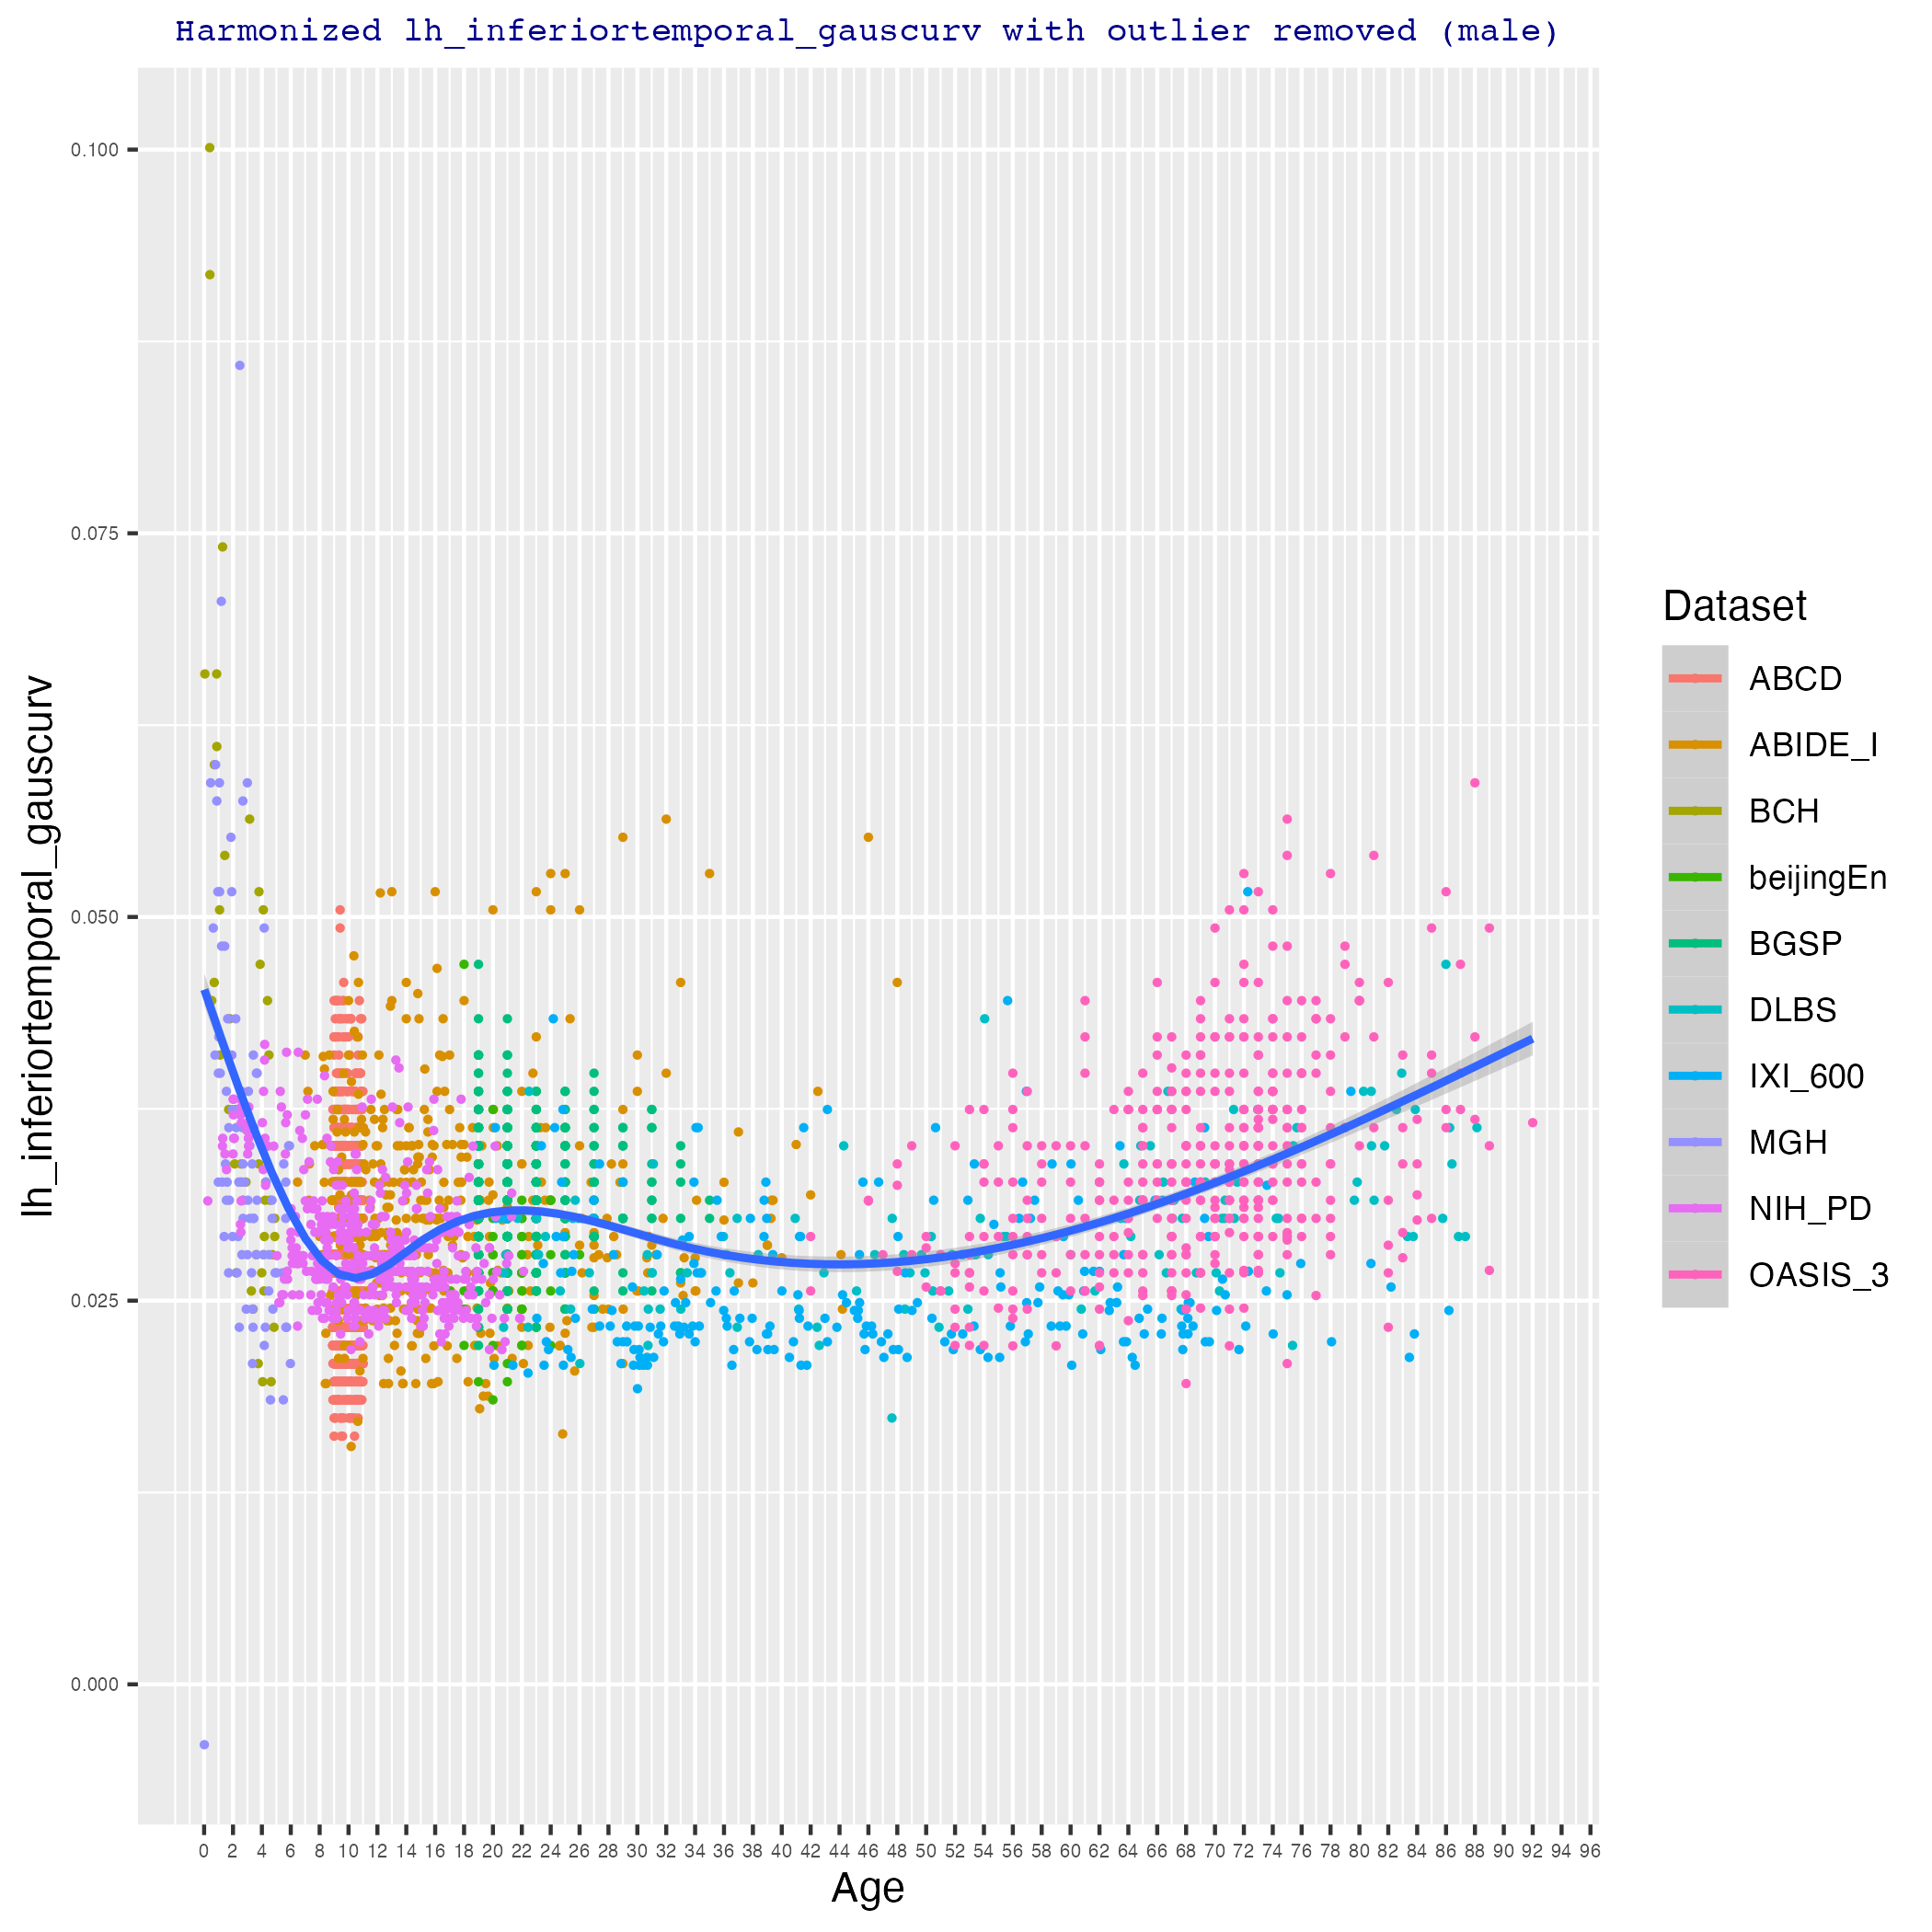 Harmonized lh_inferiortemporal_gauscurv with outlier removed (male)
lh_inferiortemporal_gauscurv
0.100
0.075
0.050
0.025
0.000
0 2 4 6 8 10 12 14 16 18 20 22 24 26 28 30 32 34 36 38 40 42 44 46 48 50 52 54 56 58 60 62 64 66 68 70 72 74 76 78 80 82 84 86 88 90 92 94 96
Age
Dataset
ABCD
ABIDE_I
BCH
beijingEn
BGSP
DLBS
IXI_600
MGH
NIH_PD
OASIS_3